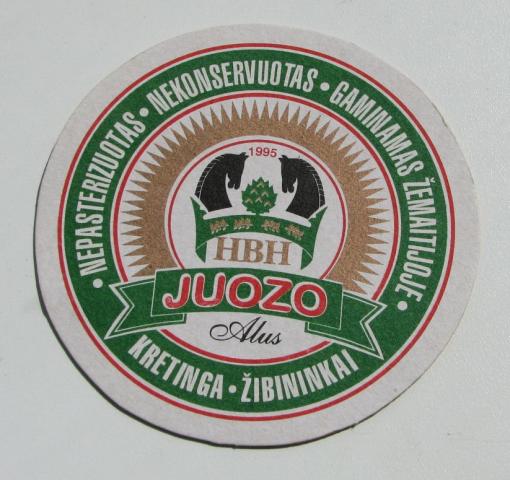 • NEPASTERIZUOTAS • NEKONSERVUOTAS • GAMINAMAS ŽEMAITIJOJE •
1995
HBH
JUOZO
Alus
KRETINGA • ŽIBININKAI